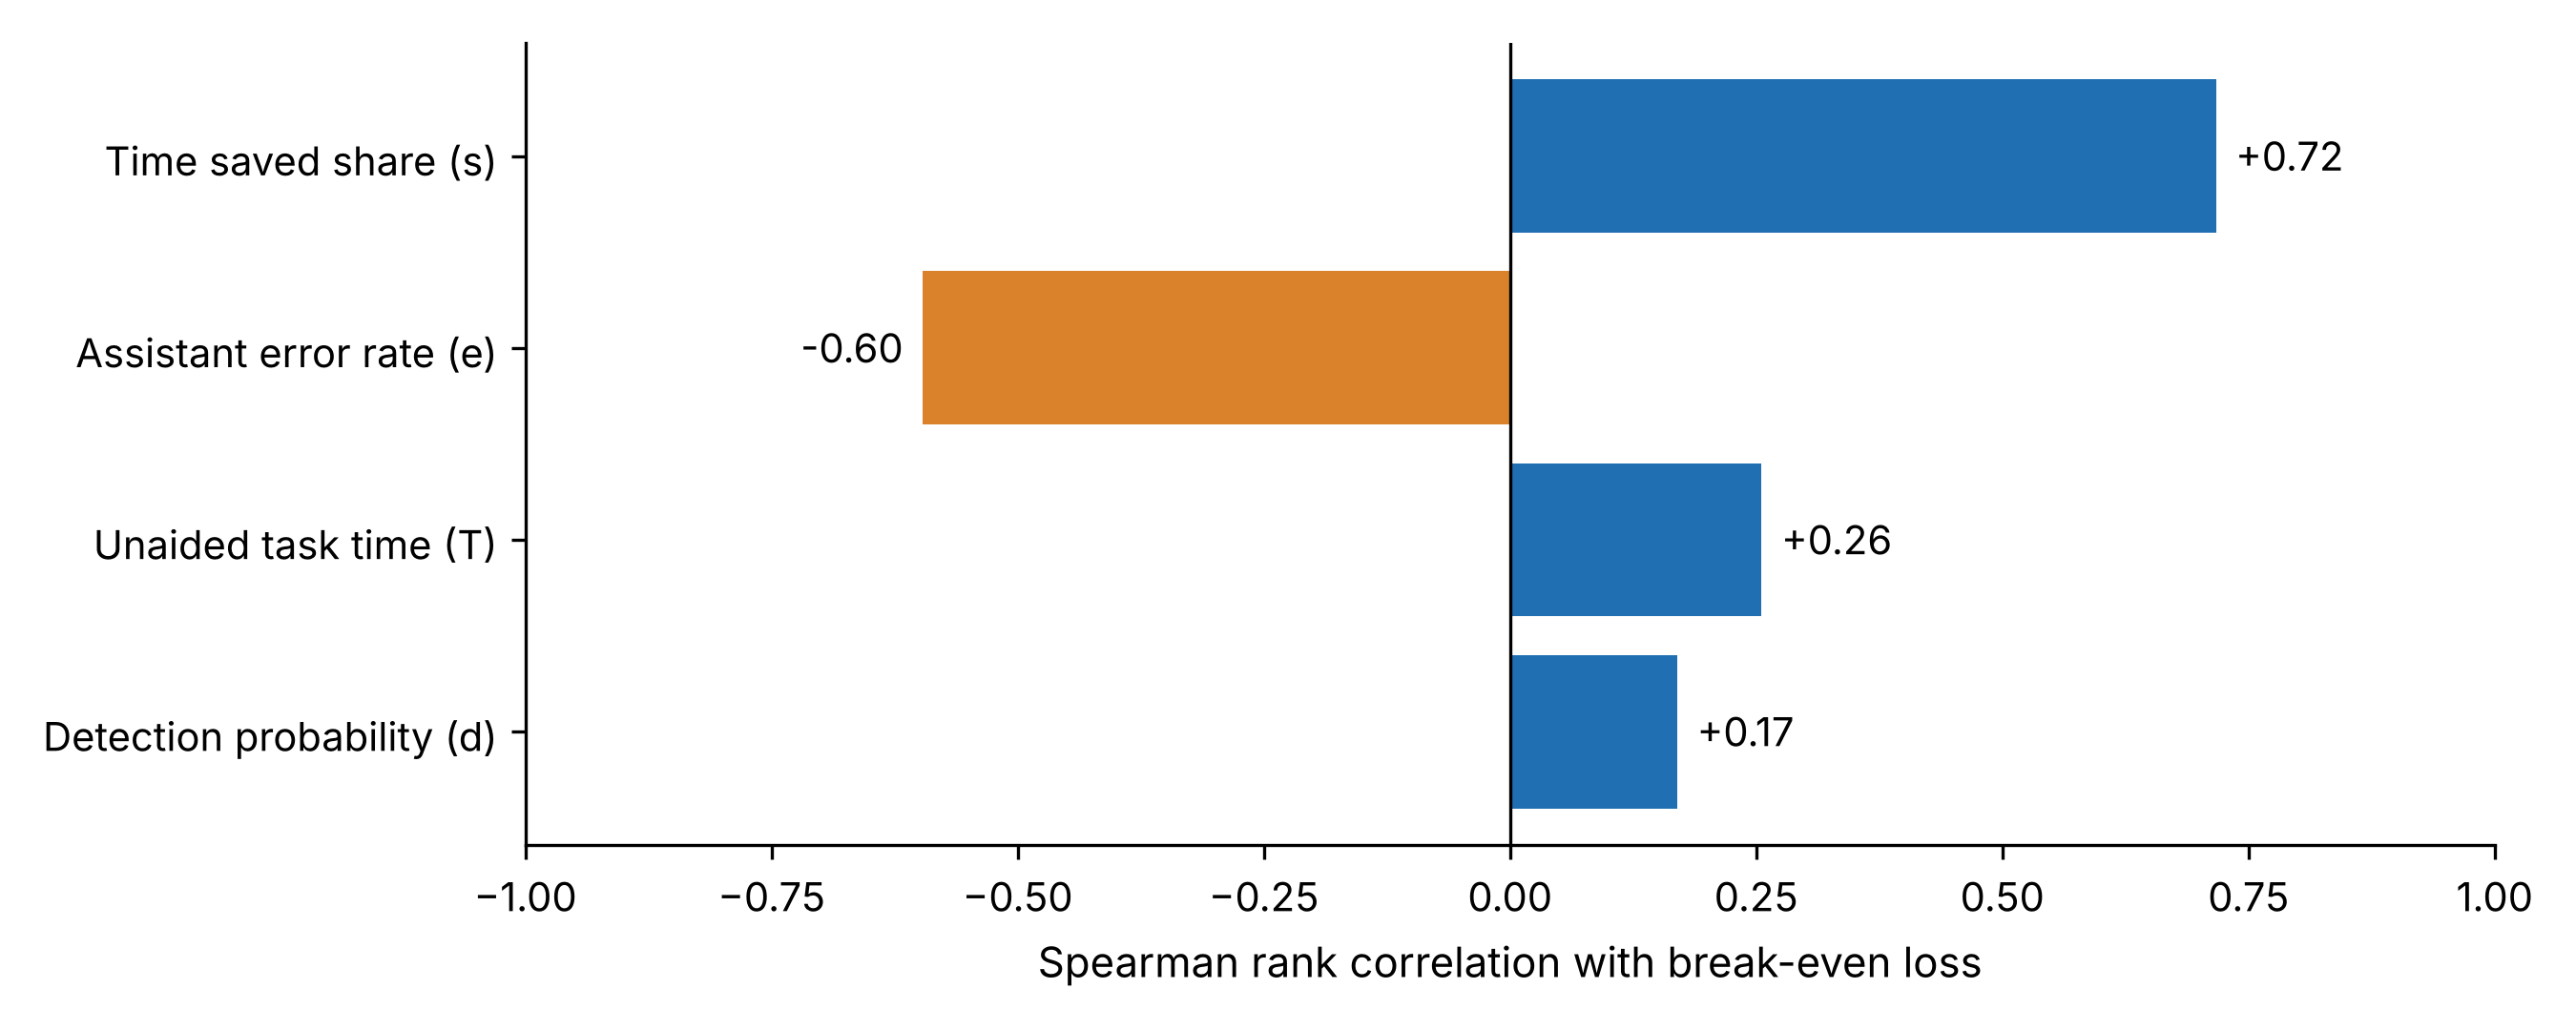 Time saved share (s)
+0.72
Assistant error rate (e)
-0.60
Unaided task time (T)
+0.26
Detection probability (d)
+0.17
−1.00 −0.75 −0.50 −0.25 0.00 0.25 0.50 0.75 1.00
Spearman rank correlation with break-even loss